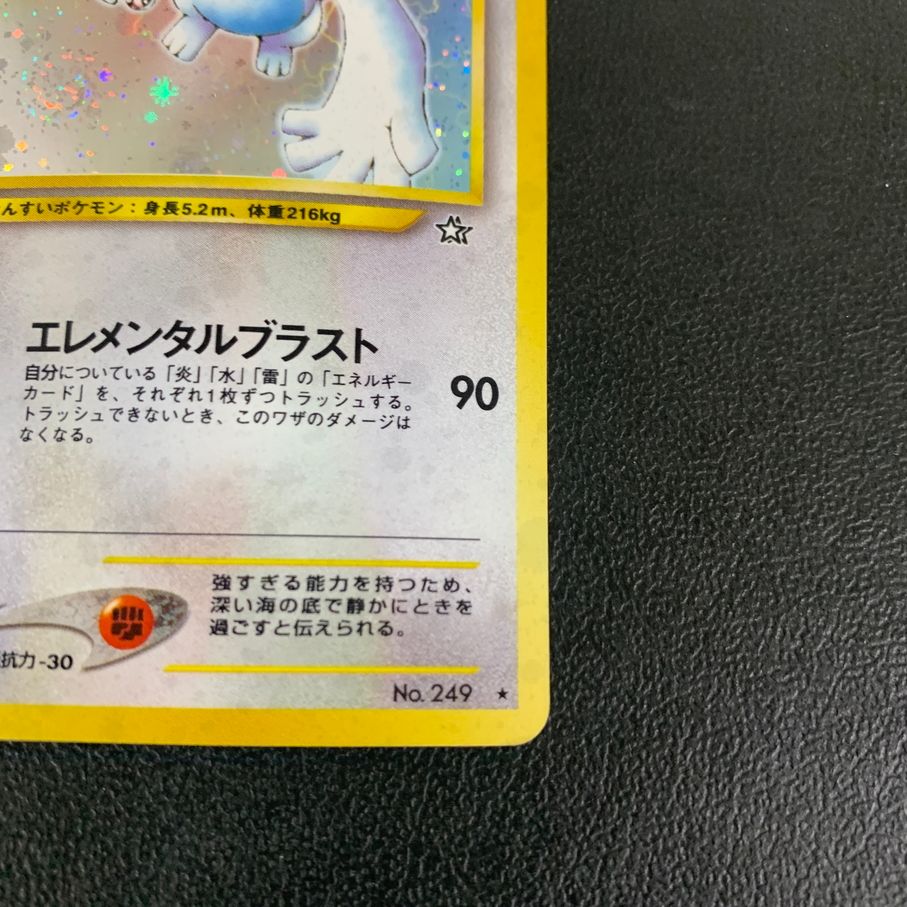 んすいポケモン：身長5.2m、体重216kg
エレメンタルブラスト
自分についている「炎」「水」「雷」の「エネルギー
カード」を、それぞれ1枚ずつトラッシュする。
トラッシュできないとき、このワザのダメージは
なくなる。
90
強すぎる能力を持つため、
深い海の底で静かにときを
過ごすと伝えられる。
抗力-30
No. 249 ★